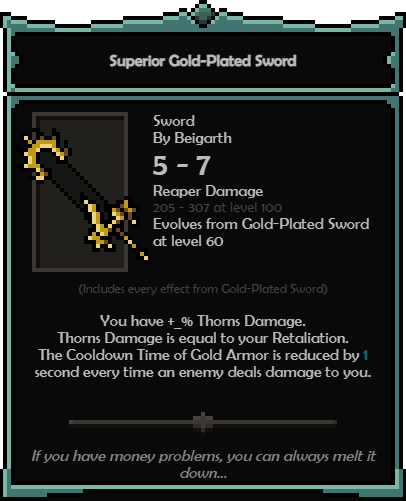 Superior Gold-Plated Sword
Sword
By Beigarth
5 - 7
Reaper Damage
205 - 307 at level 100
Evolves from Gold-Plated Sword
at level 60
(Includes every effect from Gold-Plated Sword)
You have +_% Thorns Damage.
Thorns Damage is equal to your Retaliation.
The Cooldown Time of Gold Armor is reduced by 1
second every time an enemy deals damage to you.
If you have money problems, you can always melt it
down...